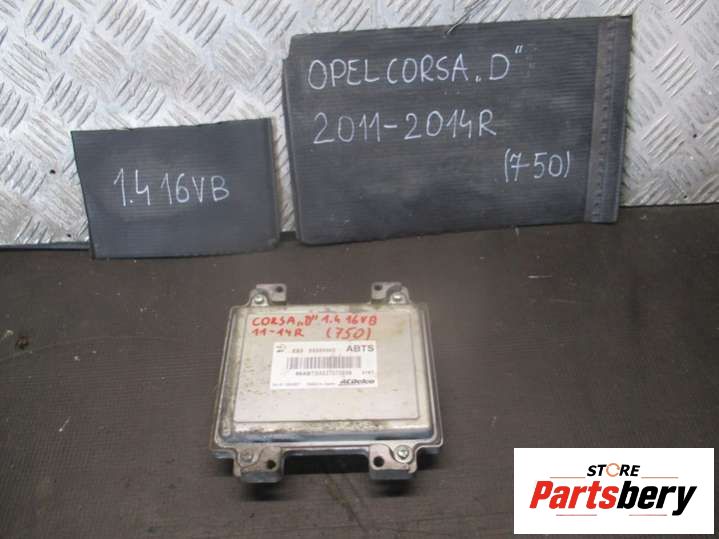 OPEL CORSA „D"
2011-2014R
(750)
1.4 16VB
CORSA „D" 1.4 16VB
11-14R (750)
ABTS
ACDelco
STORE
Partsbery